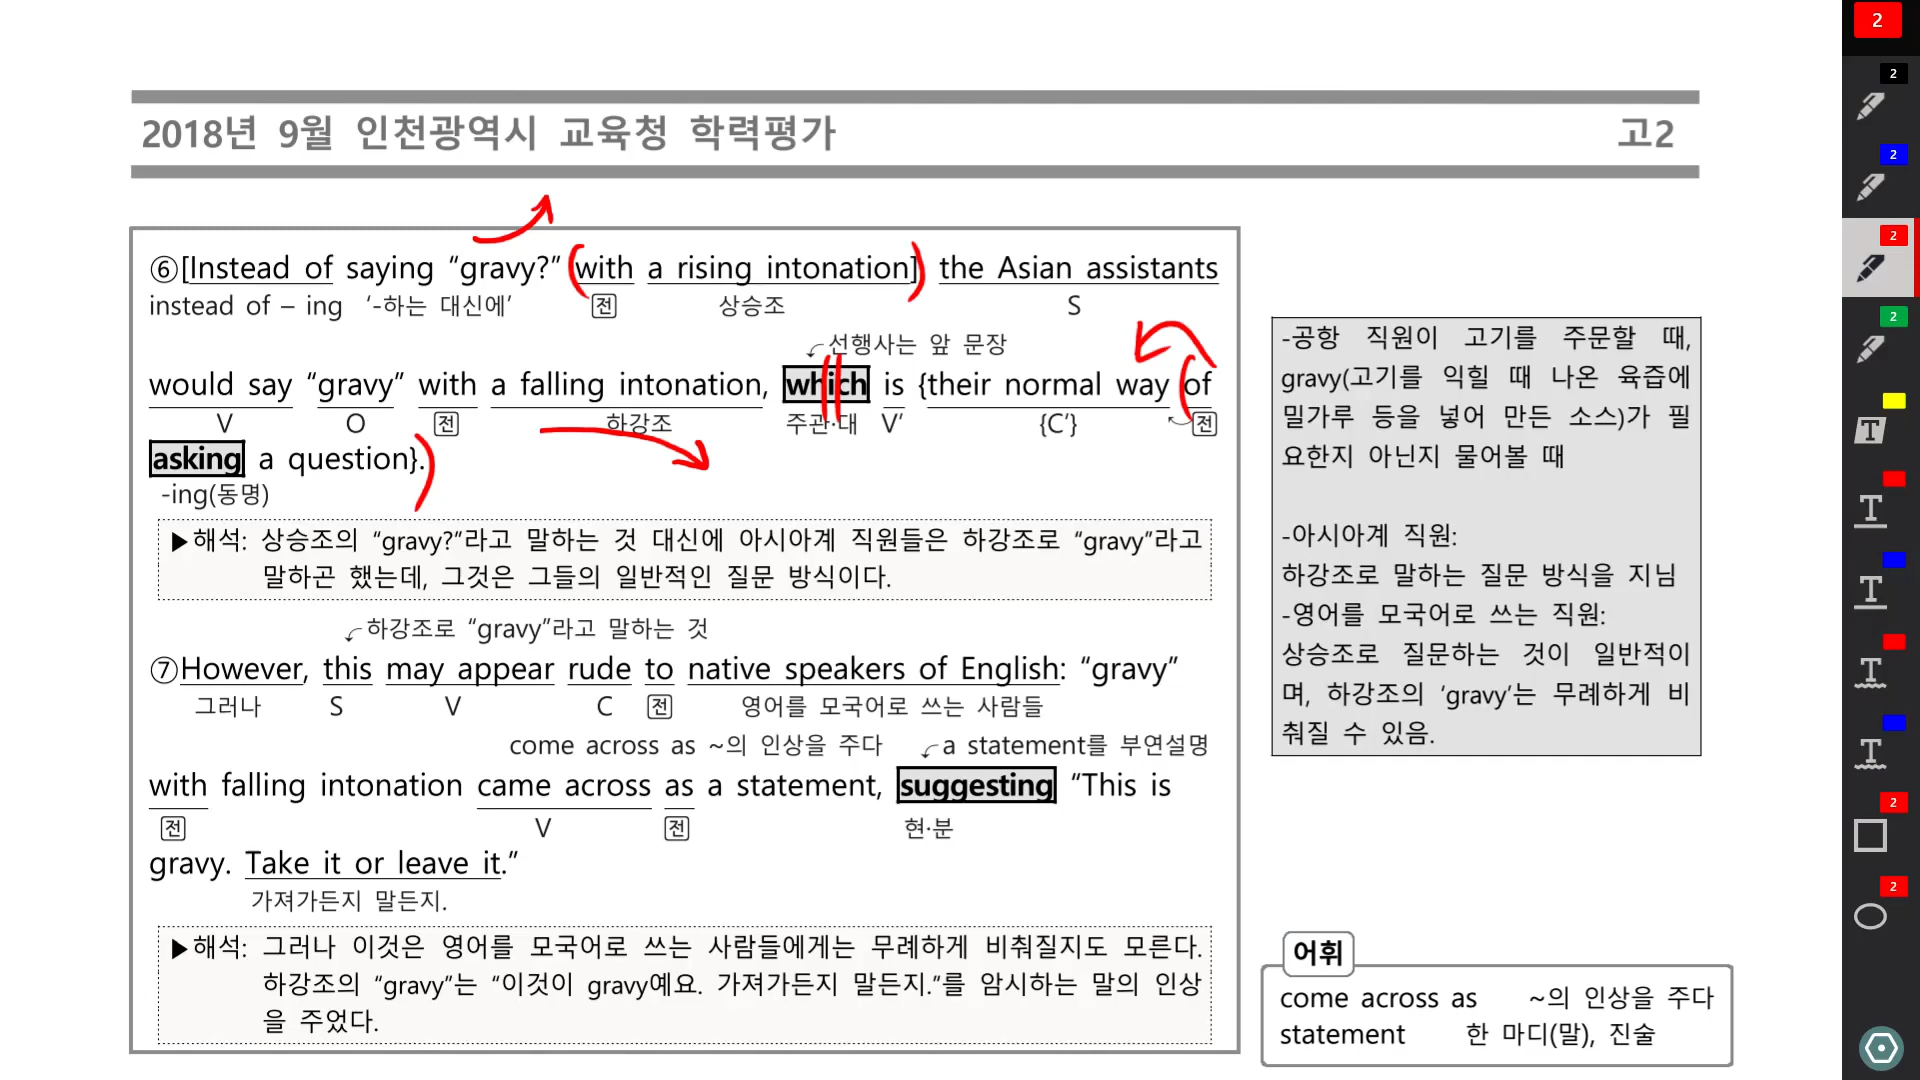 2018년 9월 인천광역시 교육청 학력평가 고2
⑥[Instead of saying “gravy?” with a rising intonation] the Asian assistants
instead of – ing ‘-하는 대신에’ 전 상승조 S
선행사는 앞 문장
would say “gravy” with a falling intonation, which is {their normal way of
V O 전 하강조 주관·대 V’ {C’} 전
asking a question}.
-ing(동명)
▶해석: 상승조의 “gravy?”라고 말하는 것 대신에 아시아계 직원들은 하강조로 “gravy”라고
말하곤 했는데, 그것은 그들의 일반적인 질문 방식이다.
하강조로 “gravy”라고 말하는 것
⑦However, this may appear rude to native speakers of English: “gravy”
그러나 S V C 전 영어를 모국어로 쓰는 사람들
come across as ~의 인상을 주다 a statement를 부연설명
with falling intonation came across as a statement, suggesting “This is
전 V 전 현·분
gravy. Take it or leave it.”
가져가든지 말든지.
▶해석: 그러나 이것은 영어를 모국어로 쓰는 사람들에게는 무례하게 비춰질지도 모른다.
하강조의 “gravy”는 “이것이 gravy예요. 가져가든지 말든지.”를 암시하는 말의 인상
을 주었다.
-공항 직원이 고기를 주문할 때,
gravy(고기를 익힐 때 나온 육즙에
밀가루 등을 넣어 만든 소스)가 필
요한지 아닌지 물어볼 때
-아시아계 직원:
하강조로 말하는 질문 방식을 지님
-영어를 모국어로 쓰는 직원:
상승조로 질문하는 것이 일반적이
며, 하강조의 ‘gravy’는 무례하게 비
춰질 수 있음.
어휘
come across as ~의 인상을 주다
statement 한 마디(말), 진술
2
2
2
2
2
T
T
T
T
T
2
2